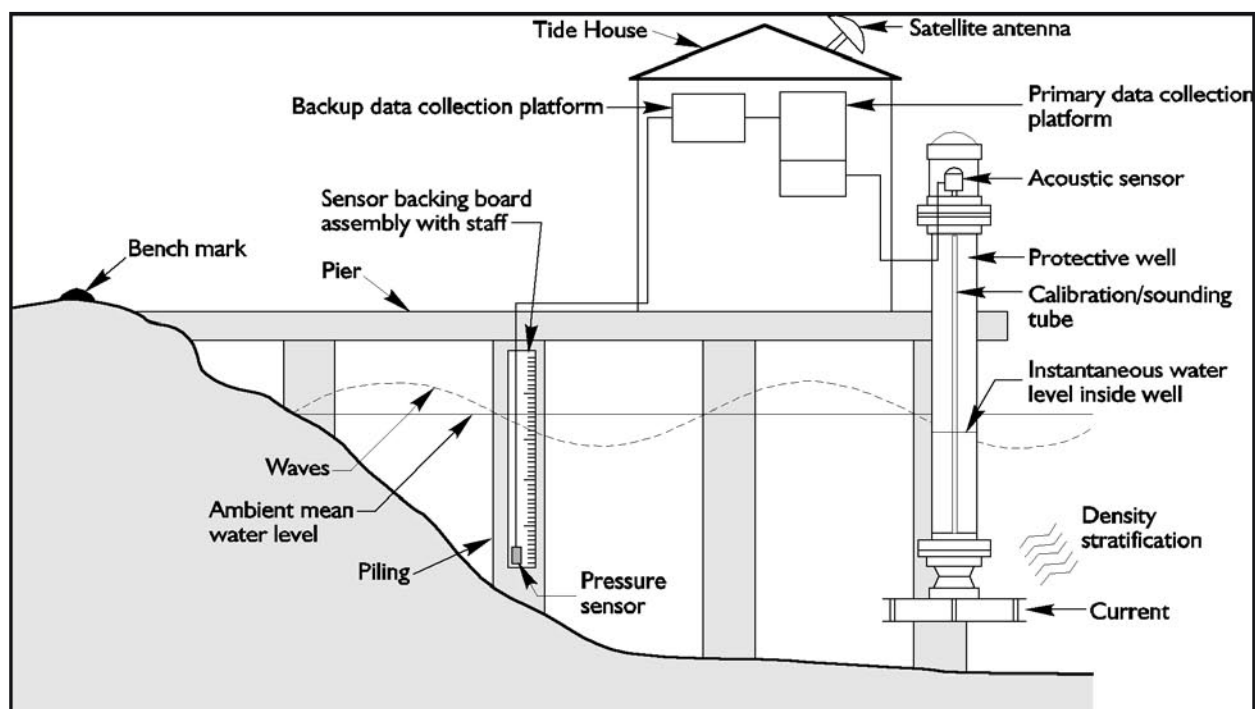 Tide House
Satellite antenna
Backup data collection platform
Primary data collection
platform
Acoustic sensor
Sensor backing board
assembly with staff
Bench mark
Pier
Protective well
Calibration/sounding
tube
Instantaneous water
level inside well
Waves
Ambient mean
water level
Density
stratification
Piling
Pressure
sensor
Current